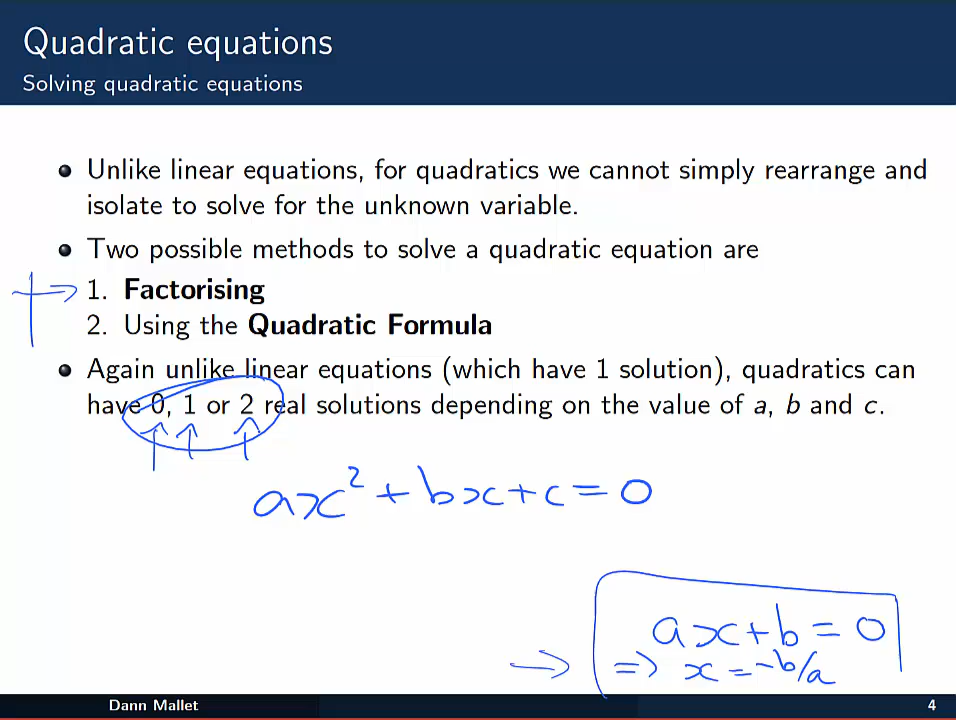 Quadratic equations
Solving quadratic equations
Unlike linear equations, for quadratics we cannot simply rearrange and
isolate to solve for the unknown variable.
Two possible methods to solve a quadratic equation are
1. Factorising
2. Using the Quadratic Formula
Again unlike linear equations (which have 1 solution), quadratics can
have 0, 1 or 2 real solutions depending on the value of a, b and c.
ax² + bx + c = 0
ax + b = 0
⇒ x = -b/a
Dann Mallet 4